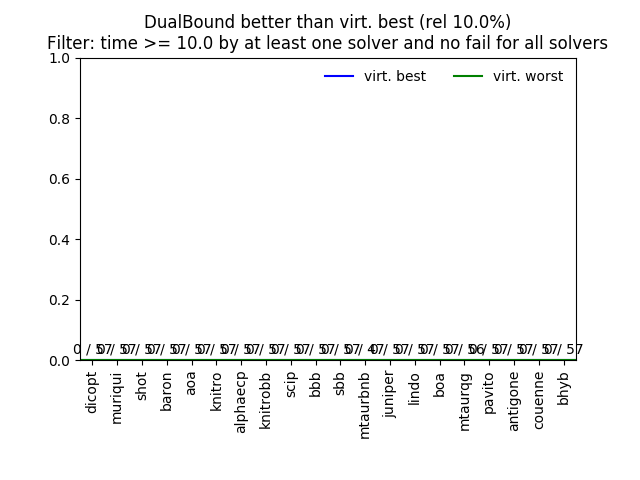 DualBound better than virt. best (rel 10.0%)
Filter: time >= 10.0 by at least one solver and no fail for all solvers
virt. best
virt. worst
1.0
0.8
0.6
0.4
0.2
0.0
dicopt
muriqui
shot
baron
aoa
knitro
alphaecp
knitrobb
scip
bbb
sbb
mtaurbnb
juniper
lindo
boa
mtaurqg
pavito
antigone
couenne
bhyb